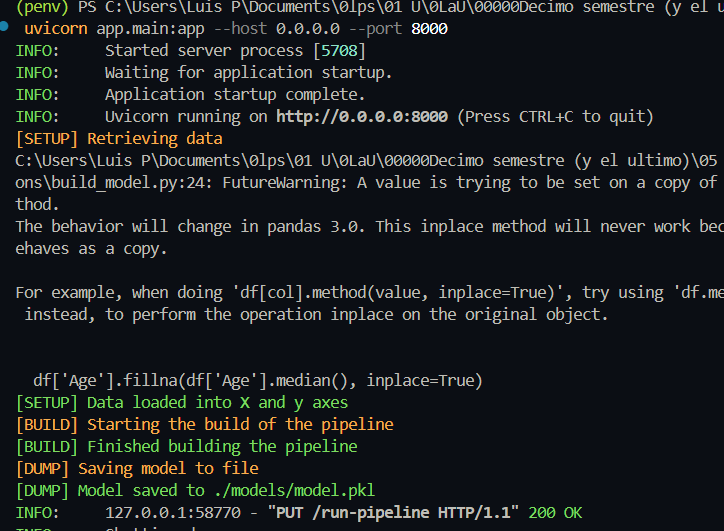 (penv) PS C:\Users\Luis P\Documents\0lps\01 U\0LaU\00000Decimo semestre (y el u
uvicorn app.main:app --host 0.0.0.0 --port 8000
INFO:     Started server process [5708]
INFO:     Waiting for application startup.
INFO:     Application startup complete.
INFO:     Uvicorn running on http://0.0.0.0:8000 (Press CTRL+C to quit)
[SETUP] Retrieving data
C:\Users\Luis P\Documents\0lps\01 U\0LaU\00000Decimo semestre (y el ultimo)\05
ons\build_model.py:24: FutureWarning: A value is trying to be set on a copy of
thod.
The behavior will change in pandas 3.0. This inplace method will never work bec
ehaves as a copy.
For example, when doing 'df[col].method(value, inplace=True)', try using 'df.me
instead, to perform the operation inplace on the original object.
df['Age'].fillna(df['Age'].median(), inplace=True)
[SETUP] Data loaded into X and y axes
[BUILD] Starting the build of the pipeline
[BUILD] Finished building the pipeline
[DUMP] Saving model to file
[DUMP] Model saved to ./models/model.pkl
INFO:     127.0.0.1:58770 - "PUT /run-pipeline HTTP/1.1" 200 OK